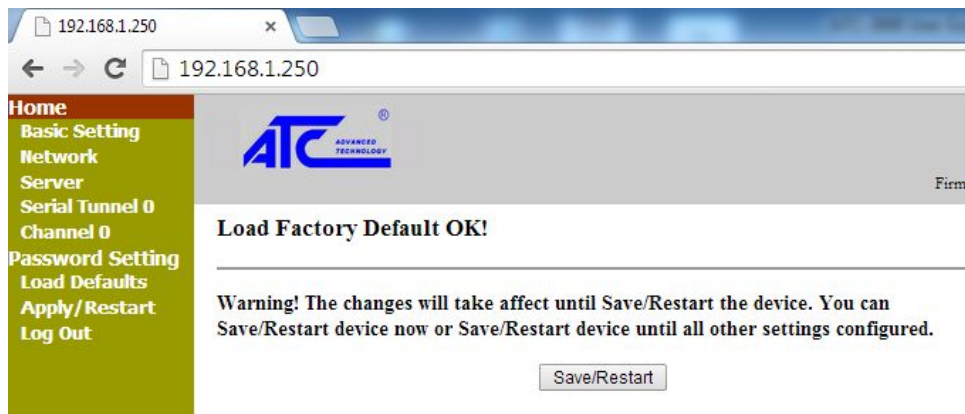 192.168.1.250
192.168.1.250
Home
Basic Setting
Network
Server
Serial Tunnel 0
Channel 0
Password Setting
Load Defaults
Apply/Restart
Log Out
ATC ®
ADVANCED
TECHNOLOGY
Firm
Load Factory Default OK!
Warning! The changes will take affect until Save/Restart the device. You can
Save/Restart device now or Save/Restart device until all other settings configured.
Save/Restart